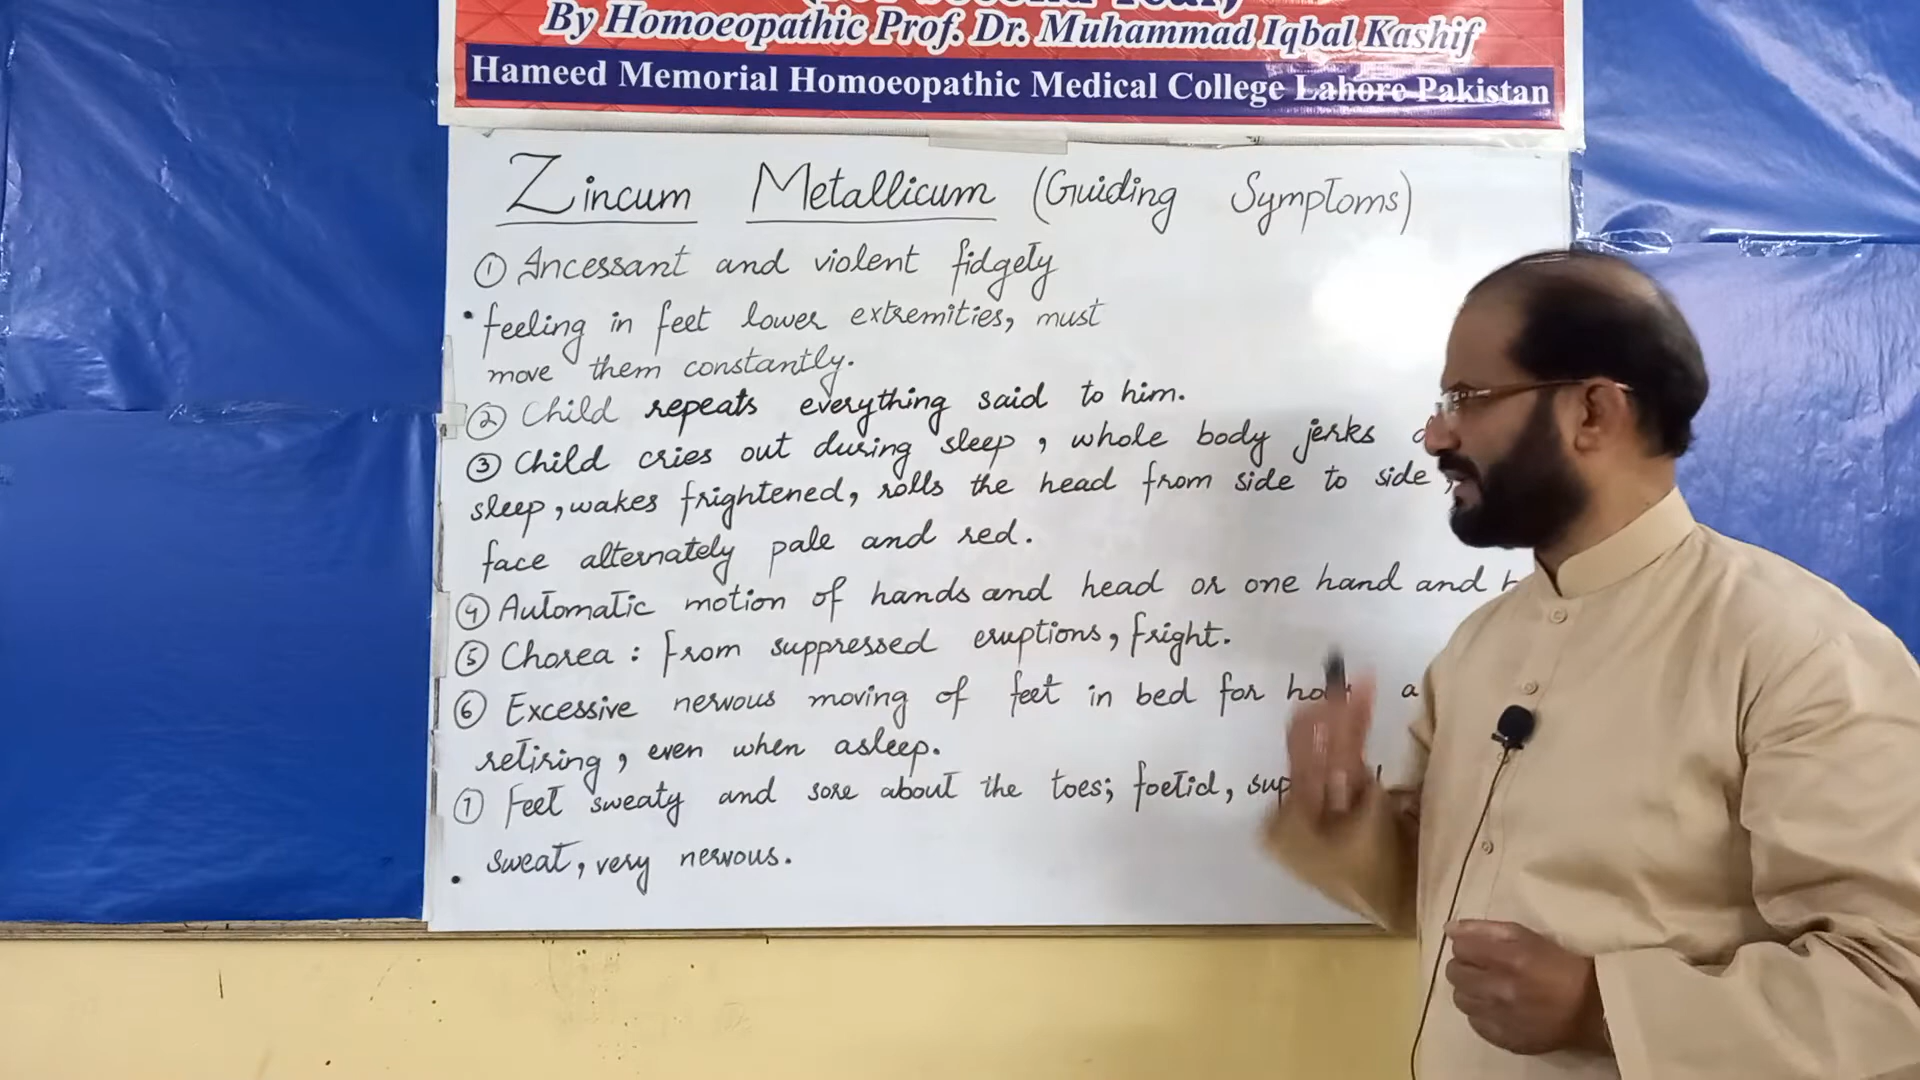 By Homoeopathic Prof. Dr. Muhammad Iqbal Kashif
Hameed Memorial Homoeopathic Medical College Lahore Pakistan
Zincum Metallicum (Guiding Symptoms)
① Incessant and violent fidgety
• feeling in feet lower extremities, must
move them constantly.
② Child repeats everything said to him.
③ Child cries out during sleep, whole body jerks
sleep, wakes frightened, rolls the head from side to side,
face alternately pale and red.
④ Automatic motion of hands and head or one hand and
⑤ Chorea : from suppressed eruptions, fright.
⑥ Excessive nervous moving of feet in bed for
retiring, even when asleep.
⑦ Feet sweaty and sore about the toes; foetid,
• sweat, very nervous.